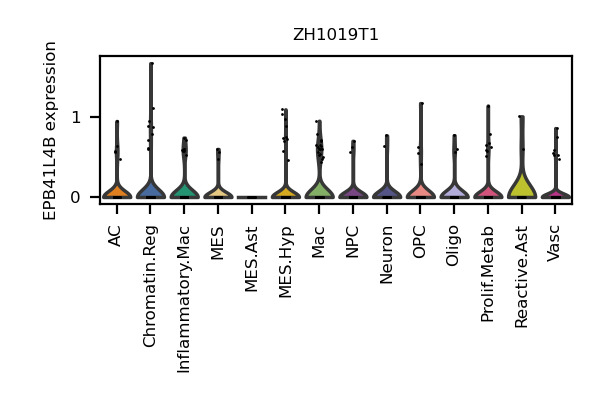 ZH1019T1
EPB41L4B expression
1
0
AC
Chromatin.Reg
Inflammatory.Mac
MES
MES.Ast
MES.Hyp
Mac
NPC
Neuron
OPC
Oligo
Prolif.Metab
Reactive.Ast
Vasc